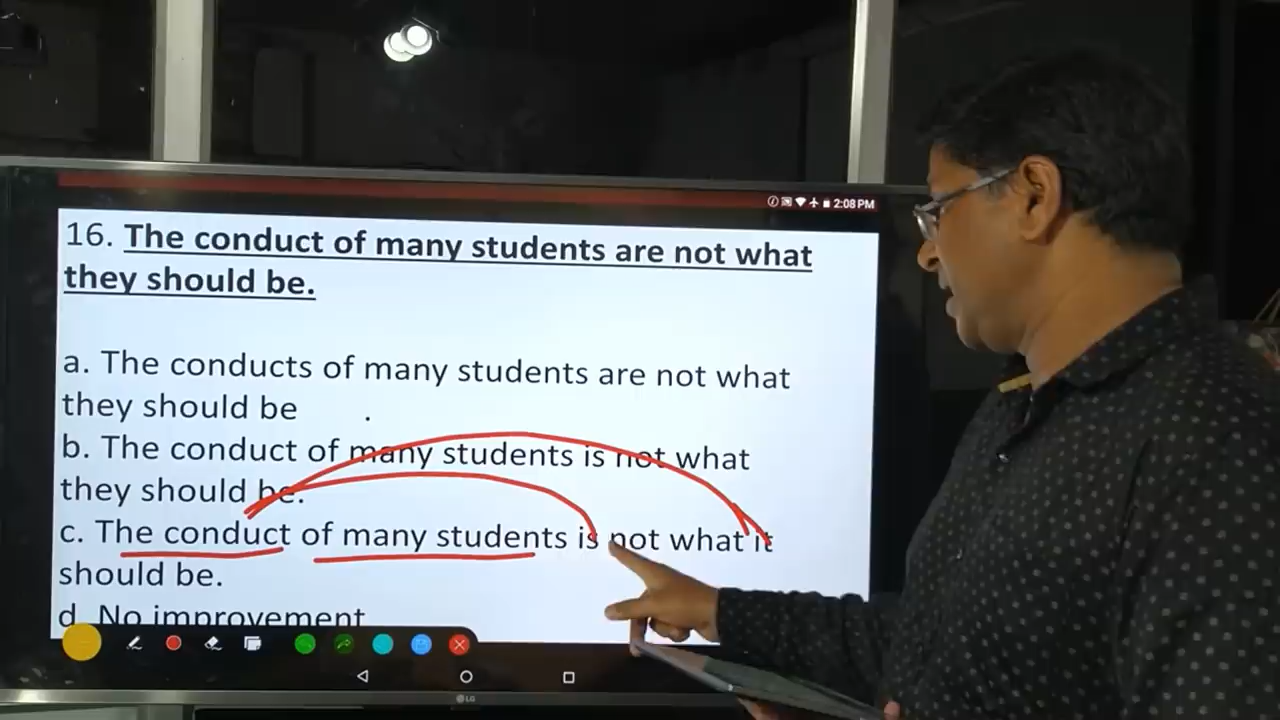 2:08 PM
16. The conduct of many students are not what
they should be.
a. The conducts of many students are not what
they should be .
b. The conduct of many students is not what
they should be.
c. The conduct of many students is not what it
should be.
d. No improvement
LG